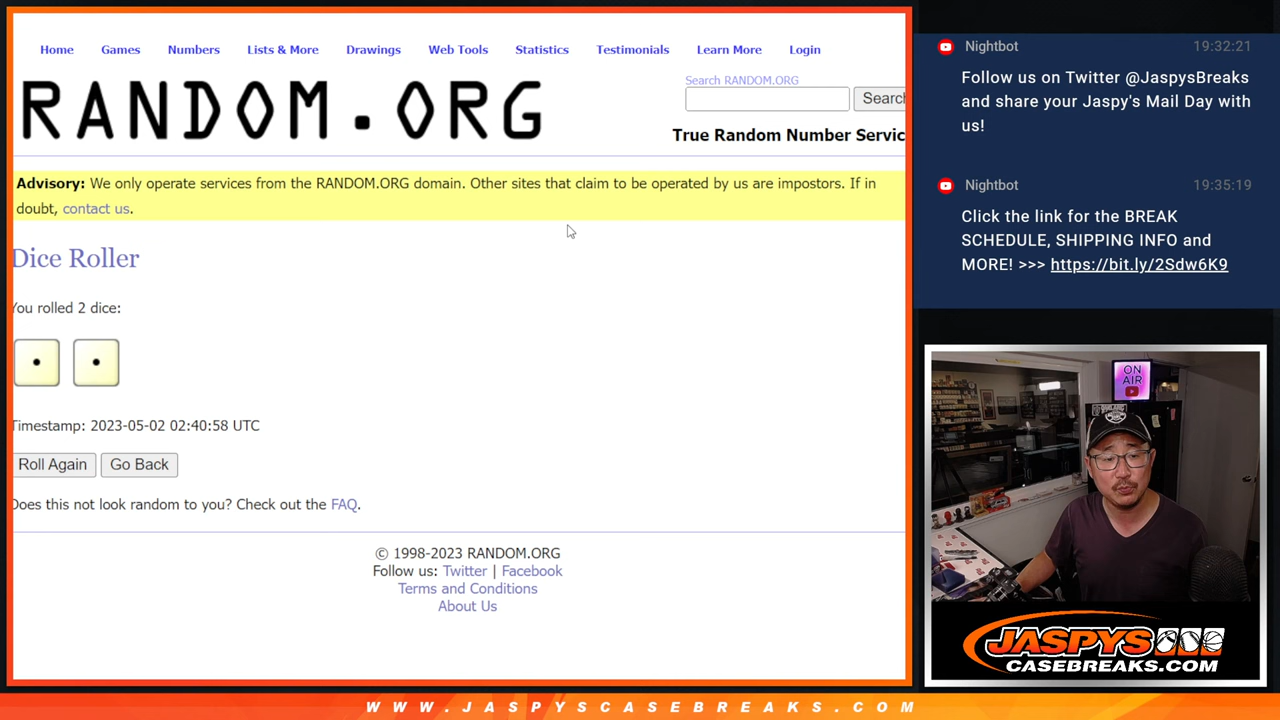 Home Games Numbers Lists & More Drawings Web Tools Statistics Testimonials Learn More Login
Search RANDOM.ORG
RANDOM.ORG
Search
True Random Number Servic
Advisory: We only operate services from the RANDOM.ORG domain. Other sites that claim to be operated by us are impostors. If in
doubt, contact us.
Dice Roller
You rolled 2 dice:
Timestamp: 2023-05-02 02:40:58 UTC
Roll Again Go Back
Does this not look random to you? Check out the FAQ.
© 1998-2023 RANDOM.ORG
Follow us: Twitter | Facebook
Terms and Conditions
About Us
Nightbot 19:32:21
Follow us on Twitter @JaspysBreaks
and share your Jaspy's Mail Day with
us!
Nightbot 19:35:19
Click the link for the BREAK
SCHEDULE, SHIPPING INFO and
MORE! >>> https://bit.ly/2Sdw6K9
ON
AIR
JASPYS
CASEBREAKS.COM
WWW.JASPYSCASEBREAKS.COM